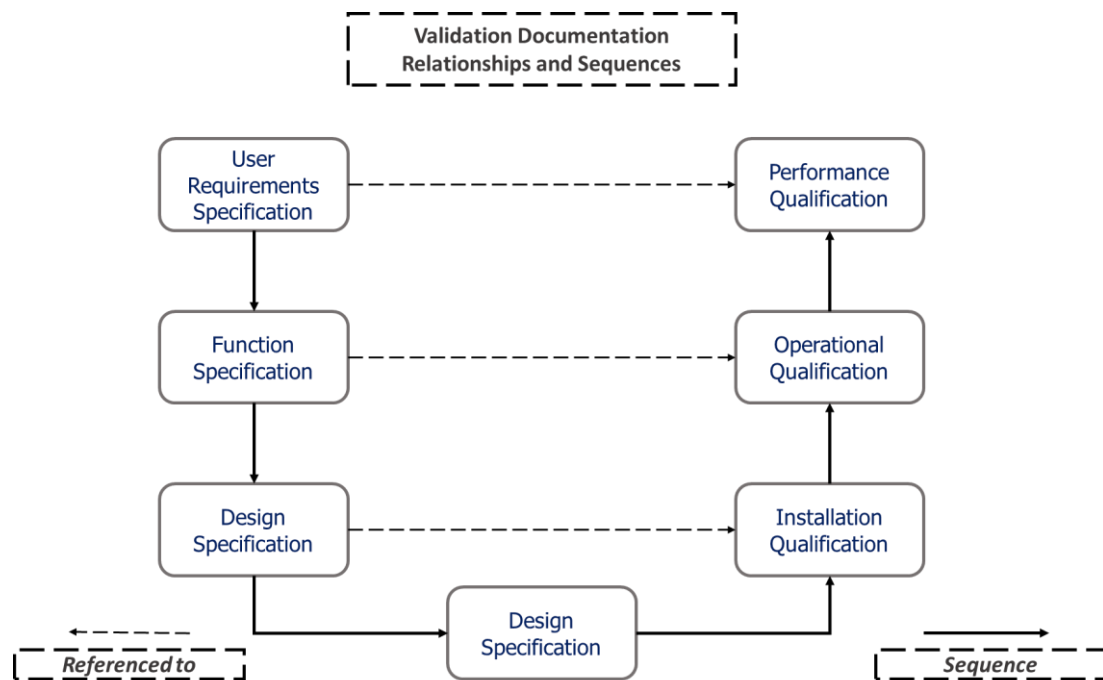 Validation Documentation
Relationships and Sequences
User
Requirements
Specification
Performance
Qualification
Function
Specification
Operational
Qualification
Design
Specification
Installation
Qualification
Design
Specification
Referenced to
Sequence